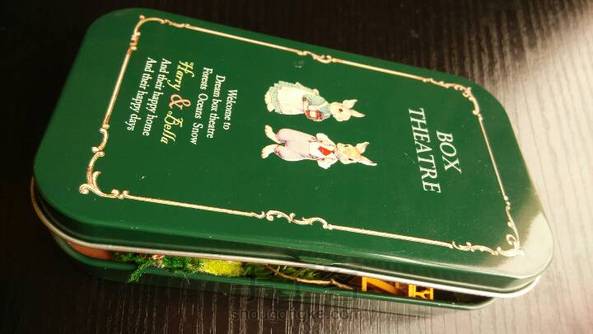 BOX
THEATRE
Welcome to
Dream box theatre
Forests Oceans Snow
Harry & Bella
And their happy home
And their happy days